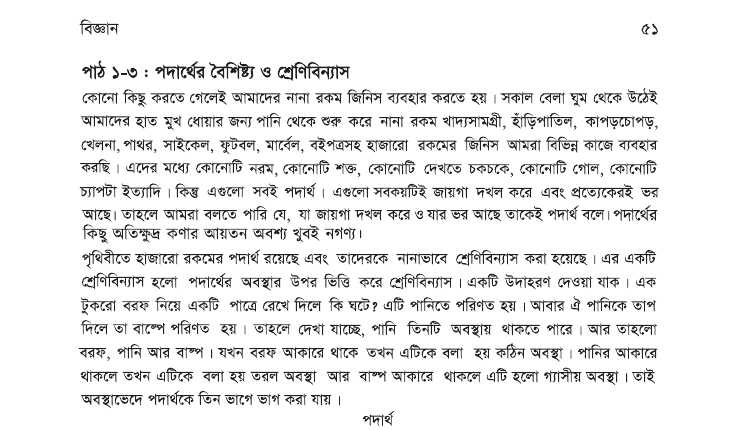 বিজ্ঞান ৫১
পাঠ ১-৩ : পদার্থের বৈশিষ্ট্য ও শ্রেণিবিন্যাস
কোনো কিছু করতে গেলেই আমাদের নানা রকম জিনিস ব্যবহার করতে হয়। সকাল বেলা ঘুম থেকে উঠেই
আমাদের হাত মুখ ধোয়ার জন্য পানি থেকে শুরু করে নানা রকম খাদ্যসামগ্রী, হাঁড়িপাতিল, কাপড়চোপড়,
খেলনা, পাথর, সাইকেল, ফুটবল, মার্বেল, বইপত্রসহ হাজারো রকমের জিনিস আমরা বিভিন্ন কাজে ব্যবহার
করছি। এদের মধ্যে কোনোটি নরম, কোনোটি শক্ত, কোনোটি দেখতে চকচকে, কোনোটি গোল, কোনোটি
চ্যাপটা ইত্যাদি। কিন্তু এগুলো সবই পদার্থ। এগুলো সবকয়টিই জায়গা দখল করে এবং প্রত্যেকেরই ভর
আছে। তাহলে আমরা বলতে পারি যে, যা জায়গা দখল করে ও যার ভর আছে তাকেই পদার্থ বলে। পদার্থের
কিছু অতিক্ষুদ্র কণার আয়তন অবশ্য খুবই নগণ্য।
পৃথিবীতে হাজারো রকমের পদার্থ রয়েছে এবং তাদেরকে নানাভাবে শ্রেণিবিন্যাস করা হয়েছে। এর একটি
শ্রেণিবিন্যাস হলো পদার্থের অবস্থার উপর ভিত্তি করে শ্রেণিবিন্যাস। একটি উদাহরণ দেওয়া যাক। এক
টুকরো বরফ নিয়ে একটি পাত্রে রেখে দিলে কি ঘটে? এটি পানিতে পরিণত হয়। আবার ঐ পানিকে তাপ
দিলে তা বাষ্পে পরিণত হয়। তাহলে দেখা যাচ্ছে, পানি তিনটি অবস্থায় থাকতে পারে। আর তাহলো
বরফ, পানি আর বাষ্প। যখন বরফ আকারে থাকে তখন এটিকে বলা হয় কঠিন অবস্থা। পানির আকারে
থাকলে তখন এটিকে বলা হয় তরল অবস্থা আর বাষ্প আকারে থাকলে এটি হলো গ্যাসীয় অবস্থা। তাই
অবস্থাভেদে পদার্থকে তিন ভাগে ভাগ করা যায়।
পদার্থ